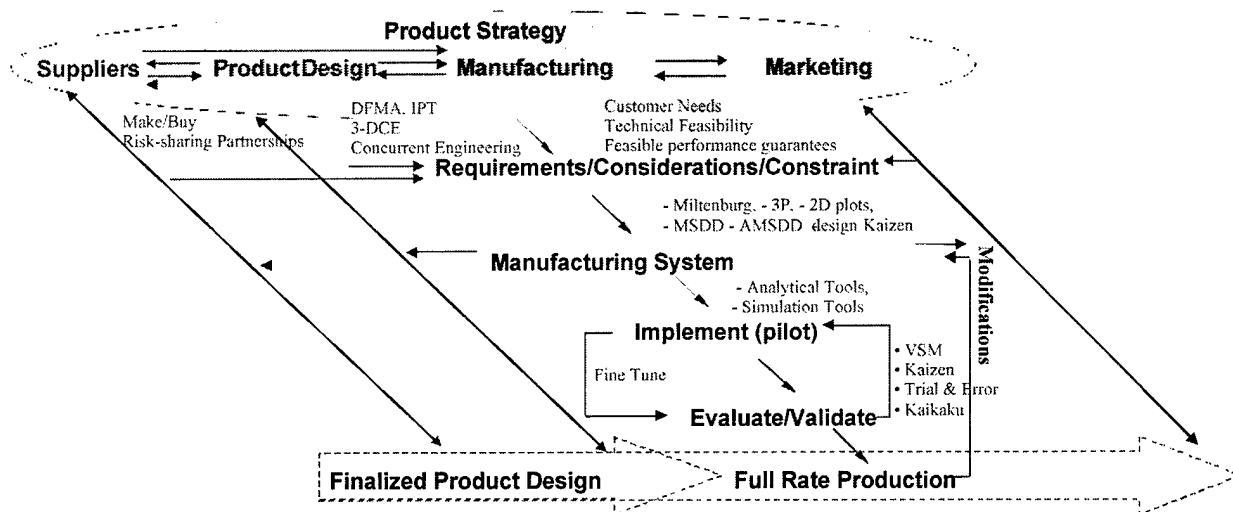 Product Strategy
Suppliers
Product Design
Manufacturing
Marketing
Make/Buy
Risk-sharing Partnerships
DFMA, IPT
3-DCE
Concurrent Engineering
Customer Needs
Technical Feasibility
Feasible performance guarantees
Requirements/Considerations/Constraint
- Miltenburg, - 3P, - 2D plots,
- MSDD - AMSDD design Kaizen
Manufacturing System
Modifications
- Analytical Tools,
- Simulation Tools
Implement (pilot)
Fine Tune
• VSM
• Kaizen
• Trial & Error
• Kaikaku
Evaluate/Validate
Finalized Product Design
Full Rate Production